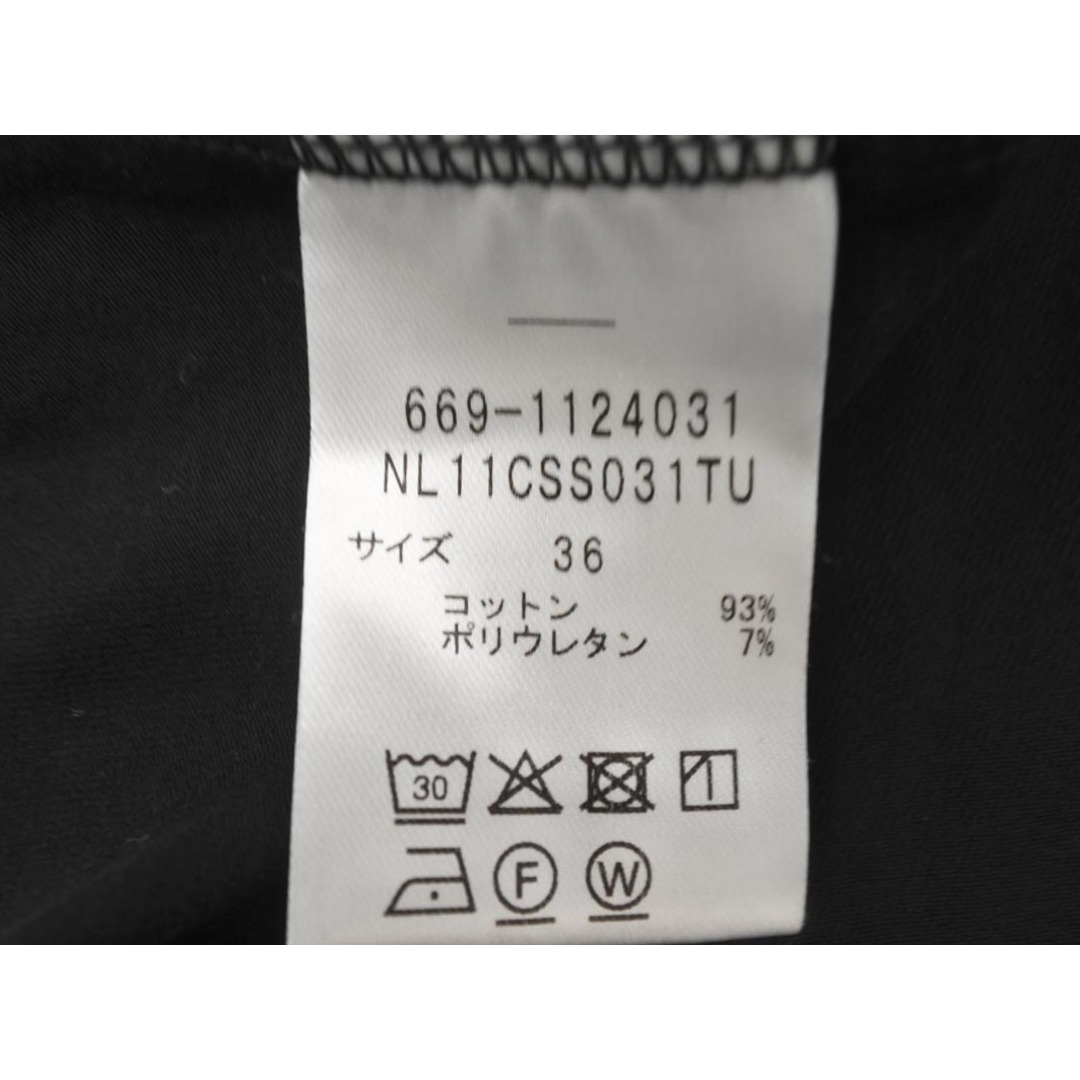 669-1124031
NL11CSS031TU
サイズ 36
コットン 93%
ポリウレタン 7%
30
F W